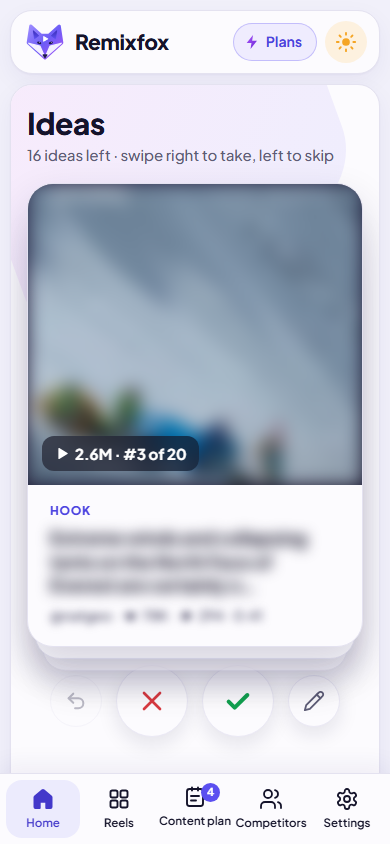 Remixfox
Plans
Ideas
16 ideas left · swipe right to take, left to skip
2.6M · #3 of 20
HOOK
4
Home
Reels
Content plan
Competitors
Settings